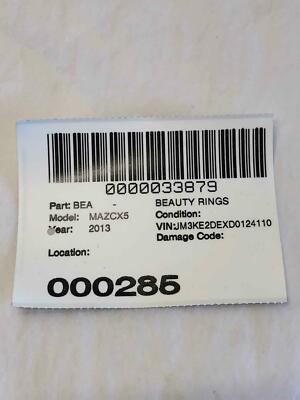 0000033879
Part: BEA - BEAUTY RINGS
Model: MAZCX5 Condition:
Year: 2013 VIN:JM3KE2DEXD0124110
Damage Code:
Location:
000285